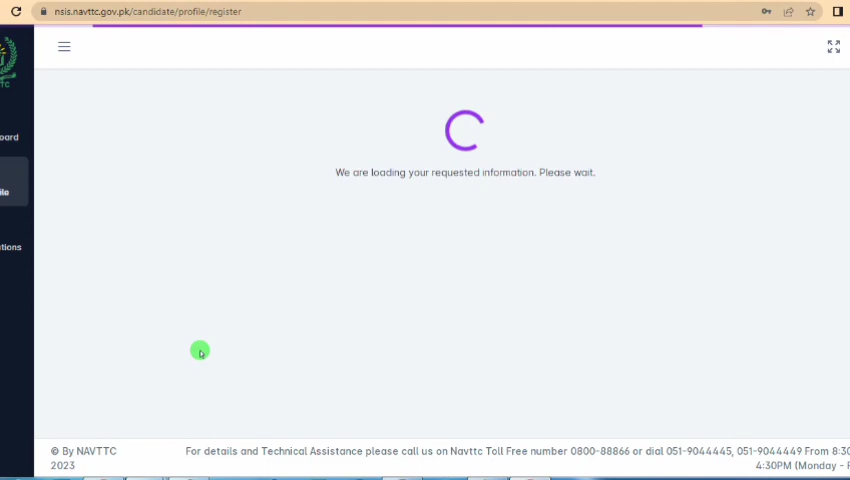 nsis.navttc.gov.pk/candidate/profile/register
TC
oard
ile
tions
We are loading your requested information. Please wait.
© By NAVTTC
2023
For details and Technical Assistance please call us on Navttc Toll Free number 0800-88866 or dial 051-9044445, 051-9044449 From 8:30
4:30PM (Monday - F